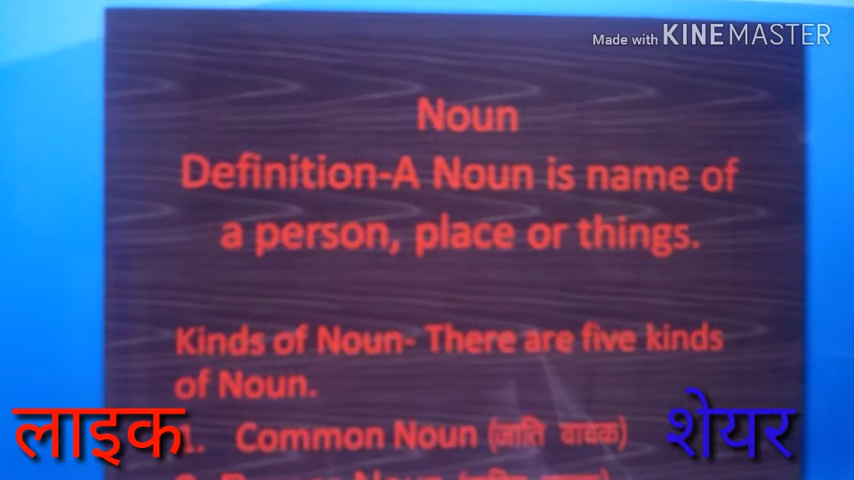 Made with KINEMASTER
Noun
Definition-A Noun is name of
a person, place or things.
Kinds of Noun- There are five kinds
of Noun.
1. Common Noun (जाति वाचक)
लाइक
शेयर